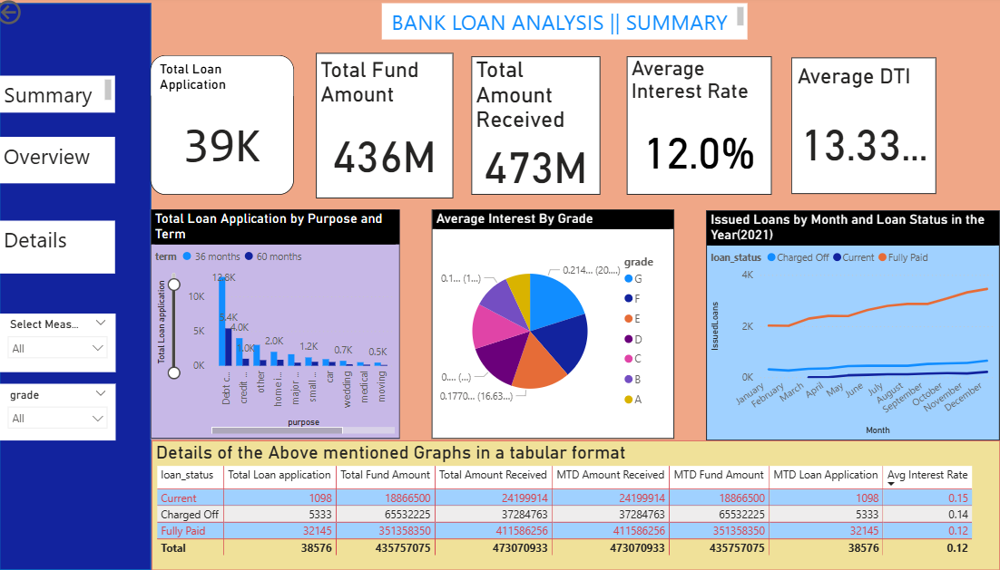 BANK LOAN ANALYSIS || SUMMARY
Summary
Overview
Details
Select Meas...
All
grade
All
Total Loan
Application
39K
Total Fund
Amount
436M
Total
Amount
Received
473M
Average
Interest Rate
12.0%
Average DTI
13.33...
Total Loan Application by Purpose and
Term
term 36 months 60 months
Total Loan application
10K
5K
0K
12.8K
5.4K
4.0K
1.0K
2.0K
1.2K
0.7K
0.5K
Debt c...
credit ...
other
home i...
major ...
small ...
car
wedding
medical
moving
purpose
Average Interest By Grade
0.214... (20....)
0.1770... (16.63...)
0.... (...)
0.1... (1...)
grade
G
F
E
D
C
B
A
Issued Loans by Month and Loan Status in the
Year(2021)
loan_status Charged Off Current Fully Paid
IssuedLoans
4K
2K
0K
January
February
March
April
May
June
July
August
September
October
November
December
Month
Details of the Above mentioned Graphs in a tabular format
loan_status Total Loan application Total Fund Amount Total Amount Received MTD Amount Received MTD Fund Amount MTD Loan Application Avg Interest Rate
Current 1098 18866500 24199914 24199914 18866500 1098 0.15
Charged Off 5333 65532225 37284763 37284763 65532225 5333 0.14
Fully Paid 32145 351358350 411586256 411586256 351358350 32145 0.12
Total 38576 435757075 473070933 473070933 435757075 38576 0.12